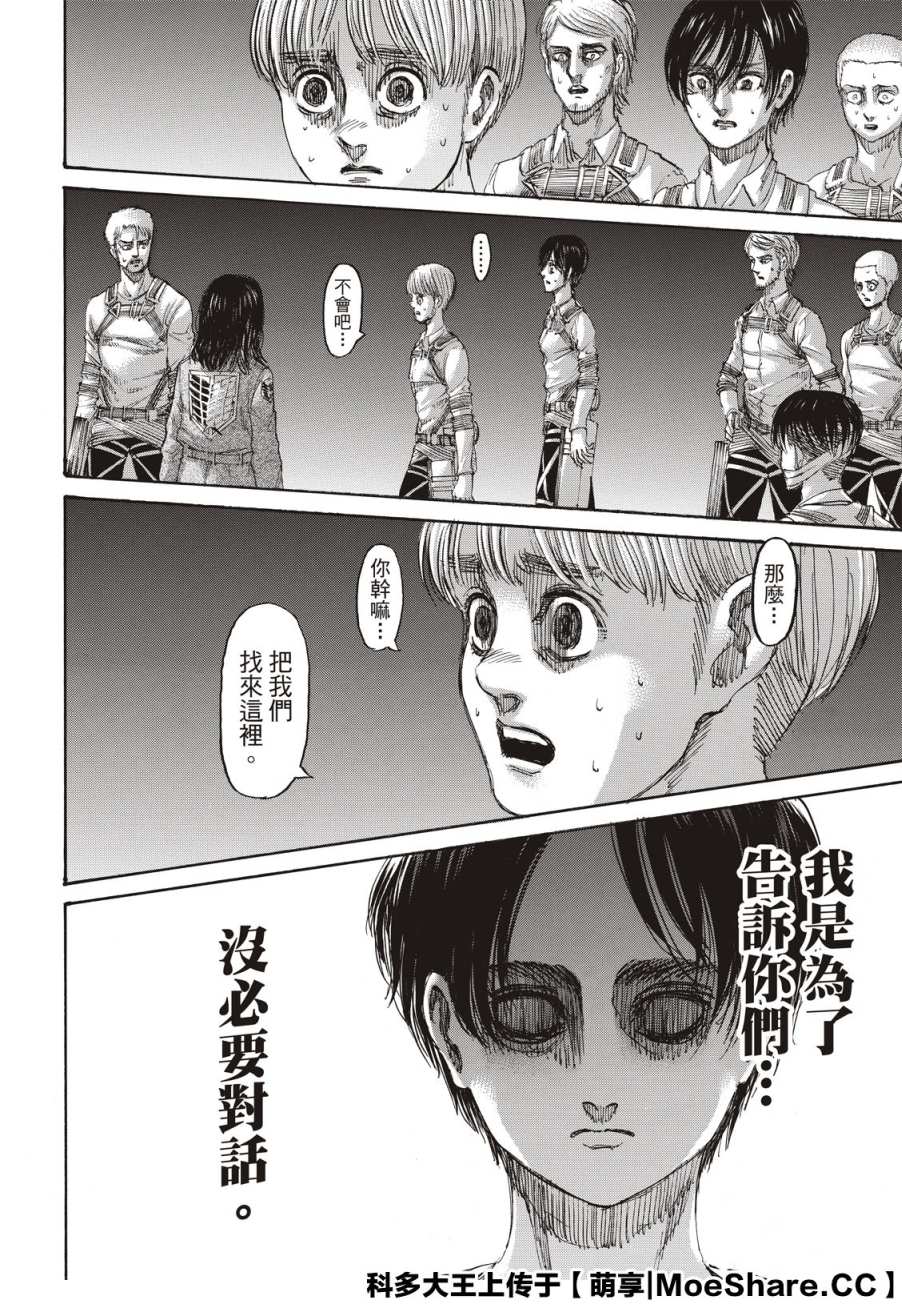 ……
不會吧…
那麼…
你幹嘛…
把我們
找來這裡。
我是為了
告訴你們…
沒必要對話。
科多大王上传于【 萌享|MoeShare.CC 】